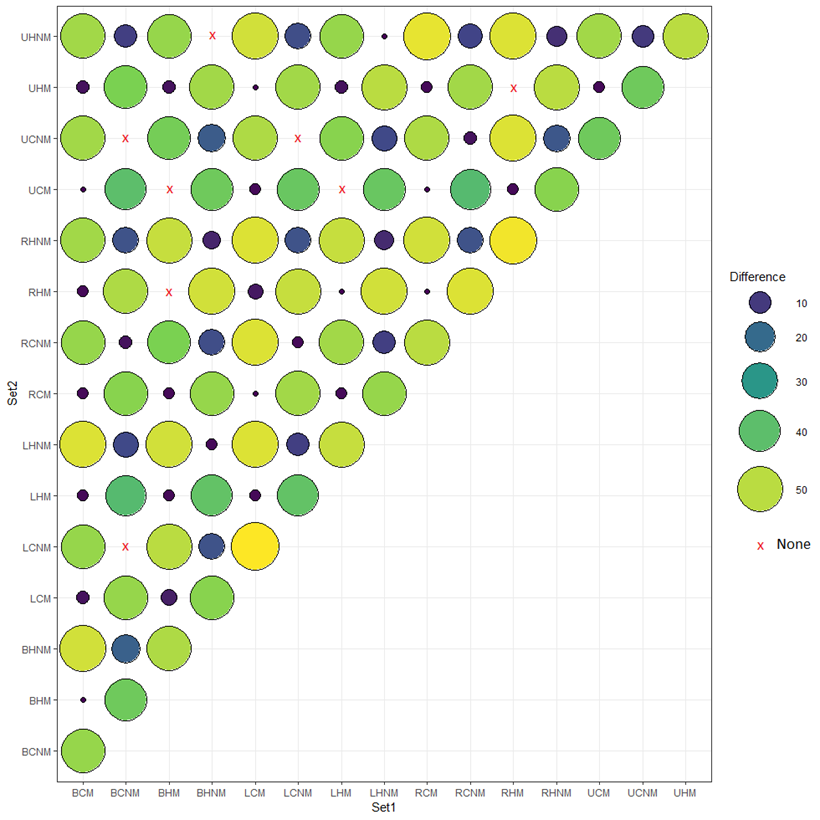 UHNM
x
UHM
x
UCNM
x
x
UCM
x
x
RHNM
RHM
x
RCNM
RCM
LHNM
LHM
LCNM
x
LCM
BHNM
BHM
BCNM
Set2
BCM BCNM BHM BHNM LCM LCNM LHM LHNM RCM RCNM RHM RHNM UCM UCNM UHM
Set1
Difference
10
20
30
40
50
x None